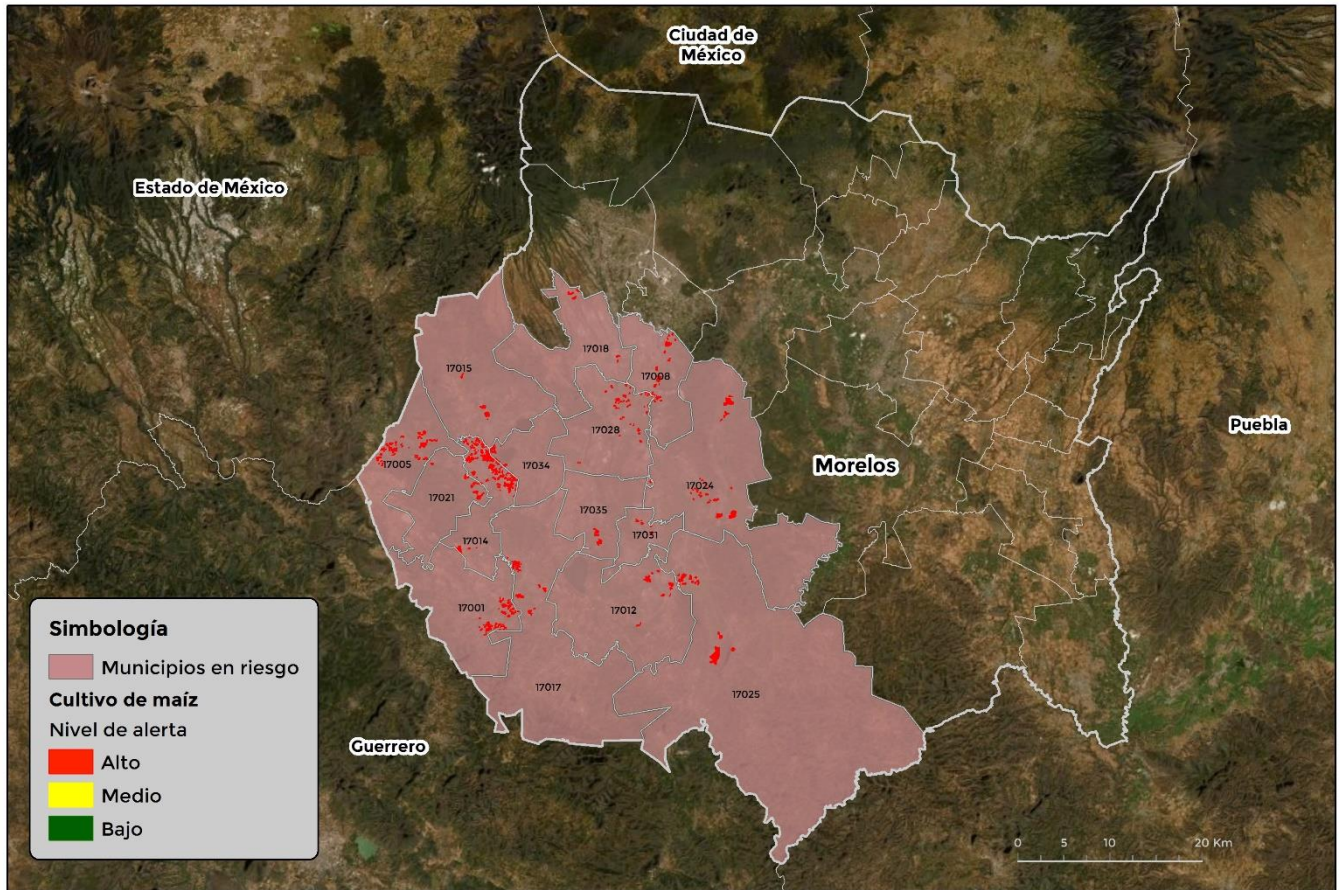 Ciudad de
México
Estado de México
17018
17015
17008
Puebla
17028
Morelos
17005
17034
17024
17021
17035
17031
17014
17001
17012
17017
17025
Guerrero
Simbología
Municipios en riesgo
Cultivo de maíz
Nivel de alerta
Alto
Medio
Bajo
0 5 10 20 Km